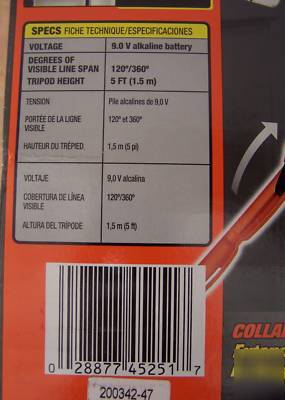 SPECS FICHE TECHNIQUE/ESPECIFICACIONES
VOLTAGE 9.0 V alkaline battery
DEGREES OF
VISIBLE LINE SPAN 120°/360°
TRIPOD HEIGHT 5 FT (1.5 m)
TENSION Pile alcalines de 9,0 V
PORTÉE DE LA LIGNE
VISIBLE 120° et 360°
HAUTEUR DU TRÉPIED 1,5 m (5 pi)
VOLTAJE 9,0 V alcalina
COBERTURA DE LÍNEA
VISIBLE 120°/360°
ALTURA DEL TRÍPODE 1,5 m (5 ft)
0 28877 45251 7
200342-47
COLLA